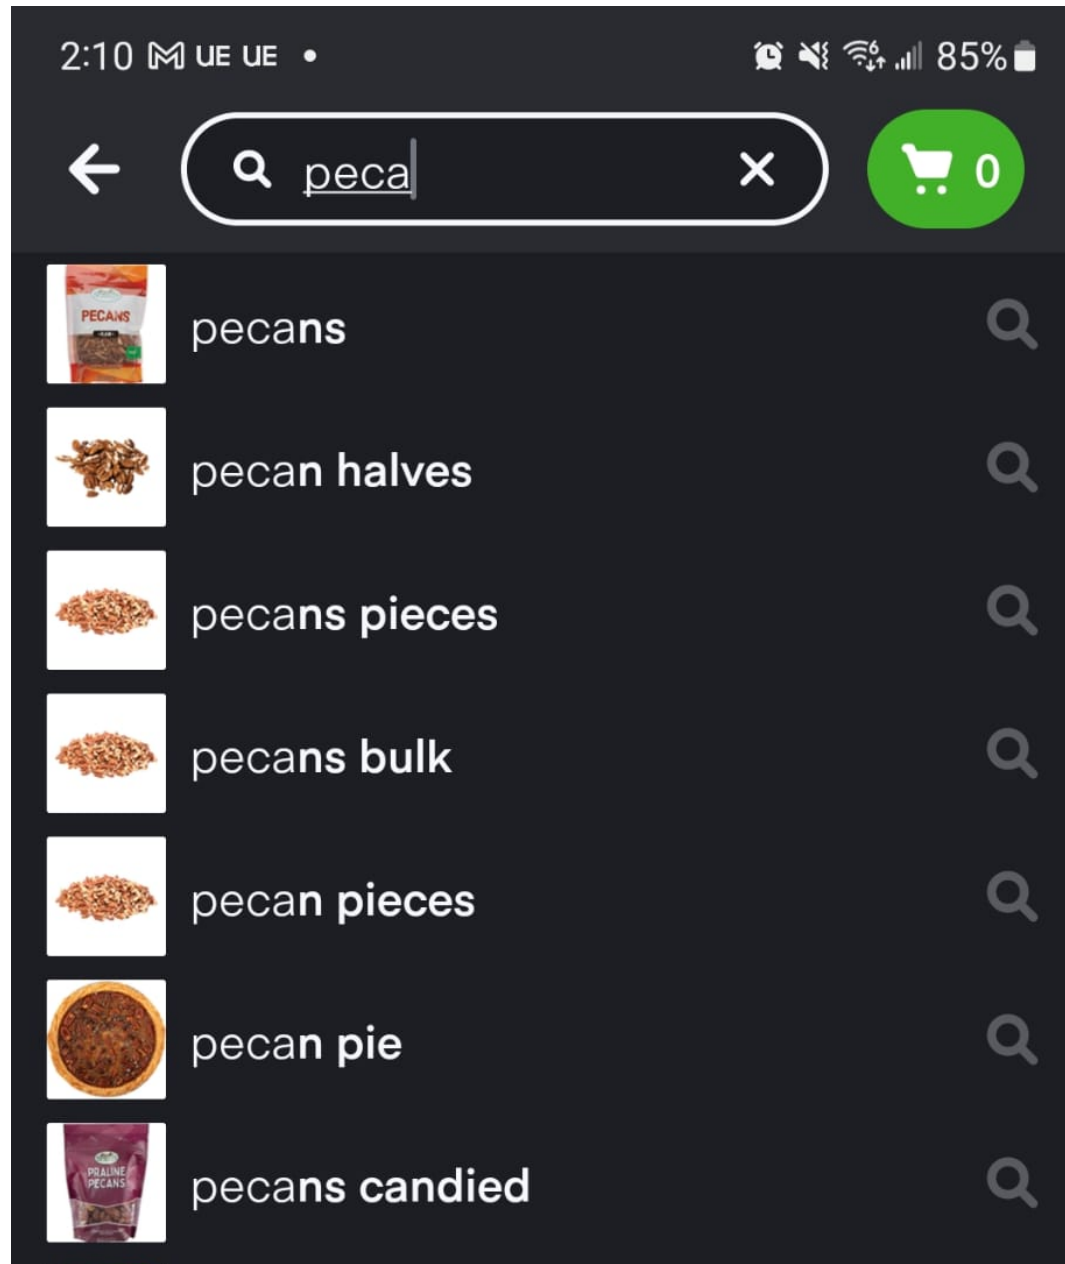 2:10 UE UE • 85%
peca
0
PECANS
pecans
pecan halves
pecans pieces
pecans bulk
pecan pieces
pecan pie
PRALINE
PECANS
pecans candied